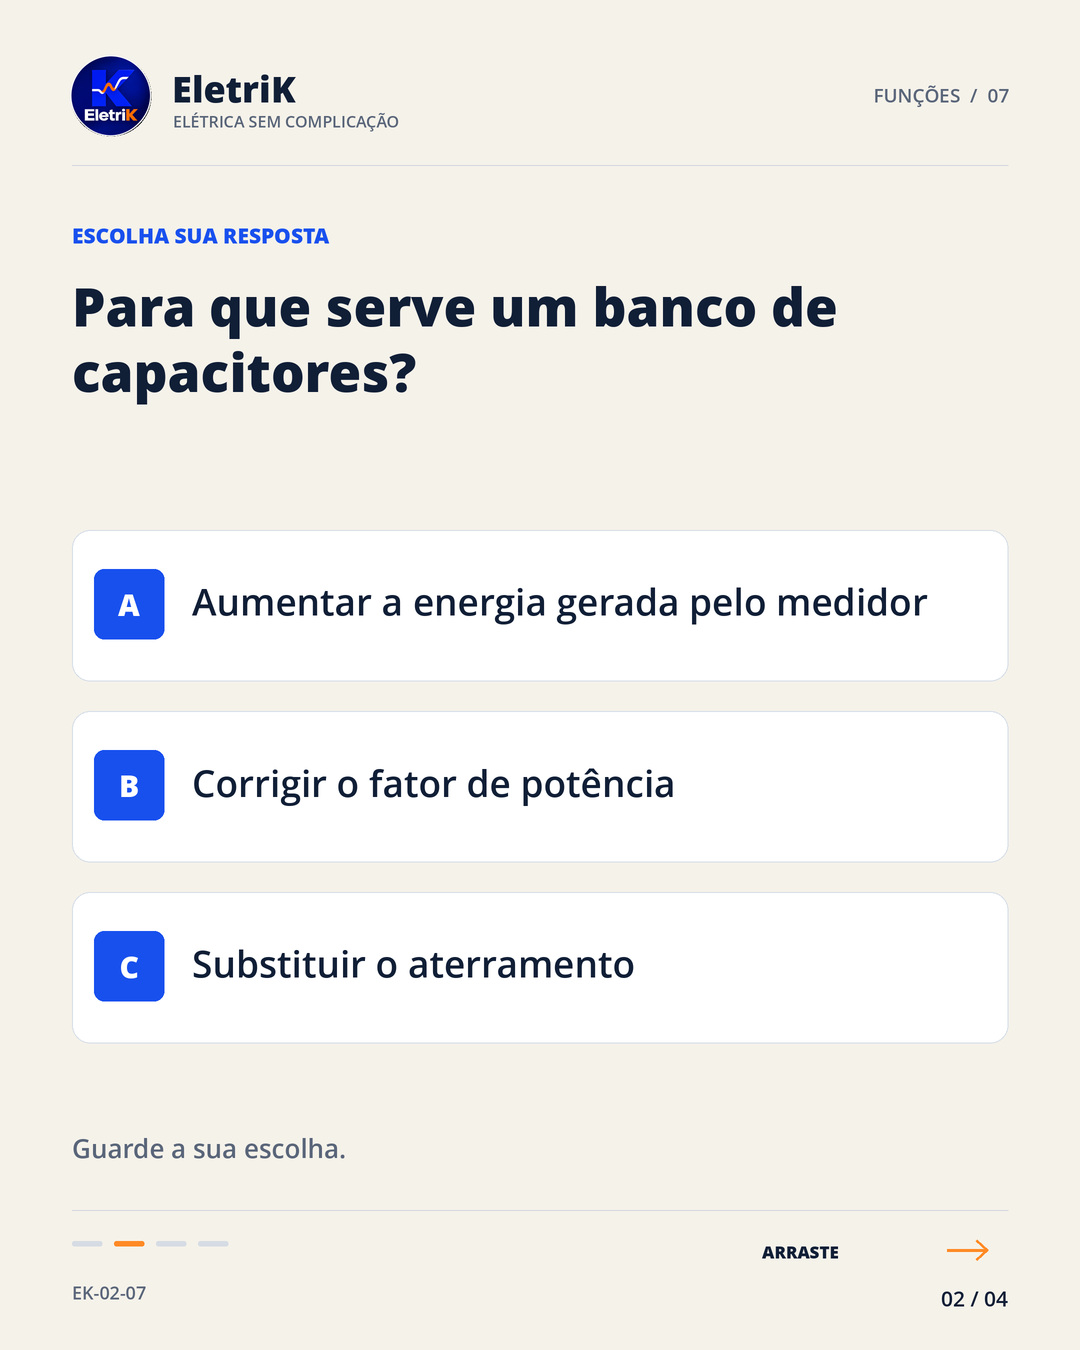 EletriK
EletriK
ELÉTRICA SEM COMPLICAÇÃO
FUNÇÕES / 07
ESCOLHA SUA RESPOSTA
Para que serve um banco de
capacitores?
A Aumentar a energia gerada pelo medidor
B Corrigir o fator de potência
C Substituir o aterramento
Guarde a sua escolha.
ARRASTE
EK-02-07
02 / 04